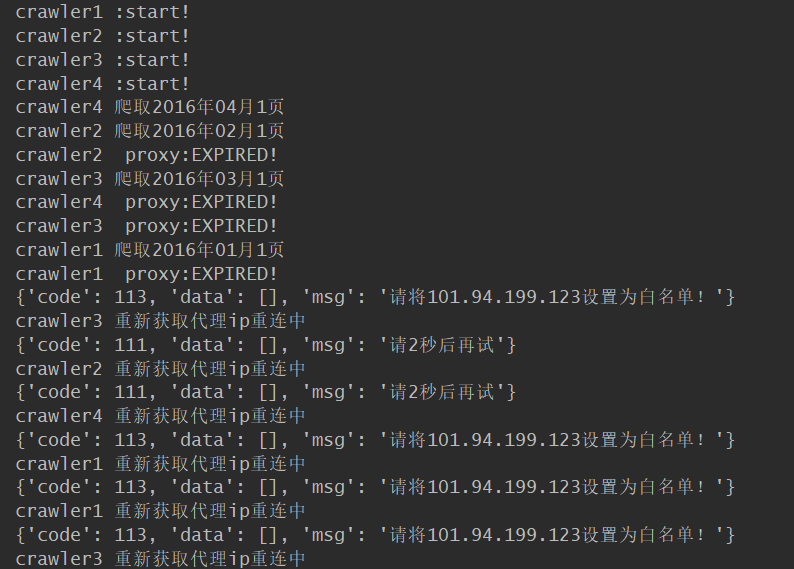 crawler1 :start!
crawler2 :start!
crawler3 :start!
crawler4 :start!
crawler4 爬取2016年04月1页
crawler2 爬取2016年02月1页
crawler2  proxy:EXPIRED!
crawler3 爬取2016年03月1页
crawler4  proxy:EXPIRED!
crawler3  proxy:EXPIRED!
crawler1 爬取2016年01月1页
crawler1  proxy:EXPIRED!
{'code': 113, 'data': [], 'msg': '请将101.94.199.123设置为白名单！'}
crawler3 重新获取代理ip重连中
{'code': 111, 'data': [], 'msg': '请2秒后再试'}
crawler2 重新获取代理ip重连中
{'code': 111, 'data': [], 'msg': '请2秒后再试'}
crawler4 重新获取代理ip重连中
{'code': 113, 'data': [], 'msg': '请将101.94.199.123设置为白名单！'}
crawler1 重新获取代理ip重连中
{'code': 113, 'data': [], 'msg': '请将101.94.199.123设置为白名单！'}
crawler1 重新获取代理ip重连中
{'code': 113, 'data': [], 'msg': '请将101.94.199.123设置为白名单！'}
crawler3 重新获取代理ip重连中